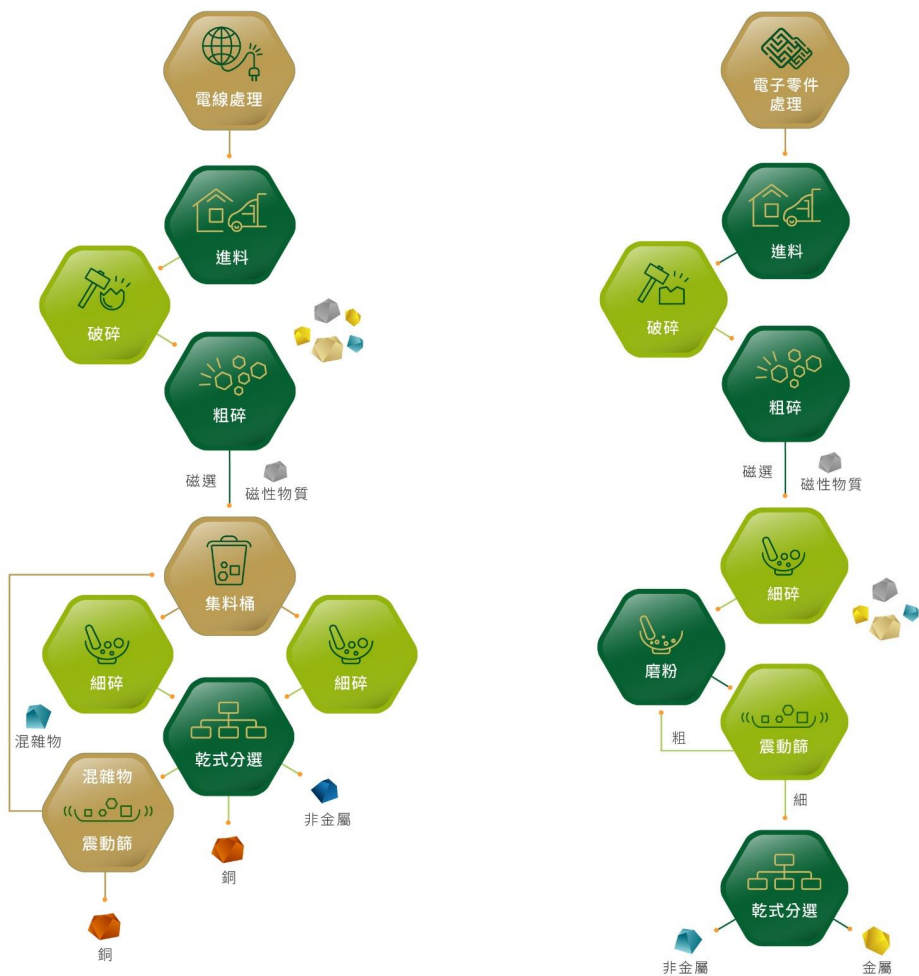 電線處理
進料
破碎
粗碎
磁選
磁性物質
集料桶
細碎
細碎
乾式分選
混雜物
混雜物
震動篩
非金屬
銅
銅
電子零件
處理
進料
破碎
粗碎
磁選
磁性物質
細碎
磨粉
震動篩
粗
細
乾式分選
非金屬
金屬